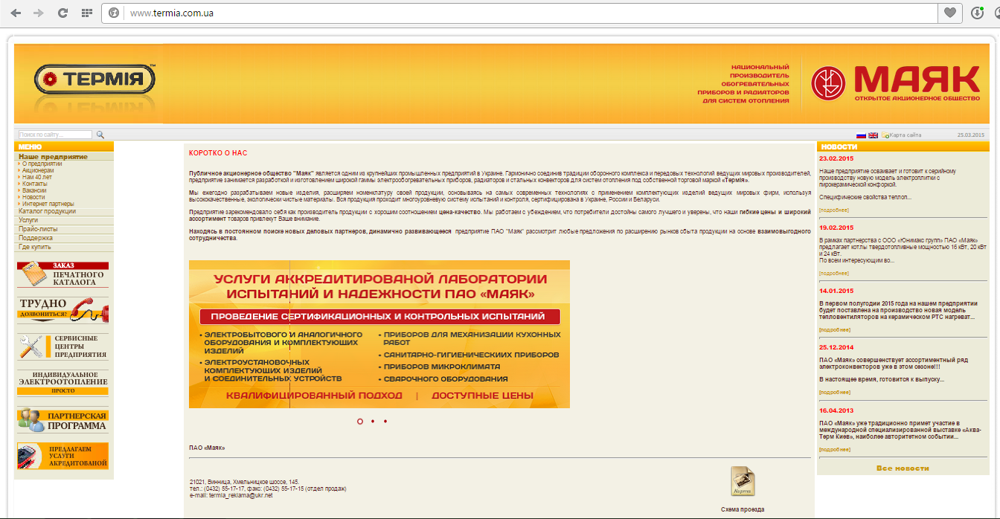 www.termia.com.ua
ТЕРМІЯ™
НАЦИОНАЛЬНЫЙ
ПРОИЗВОДИТЕЛЬ
ОБОГРЕВАТЕЛЬНЫХ
ПРИБОРОВ И РАДИАТОРОВ
ДЛЯ СИСТЕМ ОТОПЛЕНИЯ
МАЯК
ОТКРЫТОЕ АКЦИОНЕРНОЕ ОБЩЕСТВО
Поиск по сайту...
Карта сайта
25.03.2015
МЕНЮ
Наше предприятие
О предприятии
Акционерам
Нам 40 лет
Контакты
Вакансии
Новости
Интернет партнеры
Каталог продукции
Услуги
Прайс-листы
Поддержка
Где купить
ЗАКАЗ
ПЕЧАТНОГО
КАТАЛОГА
ТРУДНО
ДОЗВОНИТЬСЯ?
СЕРВИСНЫЕ
ЦЕНТРЫ
ПРЕДПРИЯТИЯ
ИНДИВИДУАЛЬНОЕ
ЭЛЕКТРООТОПЛЕНИЕ
ПРОСТО
ПАРТНЕРСКАЯ
ПРОГРАММА
ПРЕДЛАГАЕМ
УСЛУГИ
АКРЕДИТОВАНОЙ
КОРОТКО О НАС
Публичное акционерное общество "Маяк" является одним из крупнейших промышленных предприятий в Украине. Гармонично соединив традиции оборонного комплекса и передовых технологий ведущих мировых производителей,
предприятие занимается разработкой и изготовлением широкой гаммы электрообогревательных приборов, радиаторов и стальных конвекторов для систем отопления под собственной торговой маркой «Термія».
Мы ежегодно разрабатываем новые изделия, расширяем номенклатуру своей продукции, основываясь на самых современных технологиях с применением комплектующих изделий ведущих мировых фирм, используя
высококачественные, экологически чистые материалы. Вся продукция проходит многоуровневую систему испытаний и контроля, сертифицирована в Украине, России и Беларуси.
Предприятие зарекомендовало себя как производитель продукции с хорошим соотношением цена-качество. Мы работаем с убеждением, что потребители достойны самого лучшего и уверены, что наши гибкие цены и широкий
ассортимент товаров привлекут Ваше внимание.
Находясь в постоянном поиске новых деловых партнеров, динамично развивающееся предприятие ПАО "Маяк" рассмотрит любые предложения по расширению рынков сбыта продукции на основе взаимовыгодного
сотрудничества.
УСЛУГИ АККРЕДИТИРОВАНОЙ ЛАБОРАТОРИИ
ИСПЫТАНИЙ И НАДЕЖНОСТИ ПАО «МАЯК»
ПРОВЕДЕНИЕ СЕРТИФИКАЦИОННЫХ И КОНТРОЛЬНЫХ ИСПЫТАНИЙ
• ЭЛЕКТРОБЫТОВОГО И АНАЛОГИЧНОГО
ОБОРУДОВАНИЯ И КОМПЛЕКТУЮЩИХ
ИЗДЕЛИЙ
• ЭЛЕКТРОУСТАНОВОЧНЫХ
КОМПЛЕКТУЮЩИХ ИЗДЕЛИЙ
И СОЕДИНИТЕЛЬНЫХ УСТРОЙСТВ
• ПРИБОРОВ ДЛЯ МЕХАНИЗАЦИИ КУХОННЫХ
РАБОТ
• САНИТАРНО-ГИГИЕНИЧЕСКИЙХ ПРИБОРОВ
• ПРИБОРОВ МИКРОКЛИМАТА
• СВАРОЧНОГО ОБОРУДОВАНИЯ
КВАЛИФИЦИРОВАННЫЙ ПОДХОД | ДОСТУПНЫЕ ЦЕНЫ
ПАО «Маяк»
21021, Винница, Хмельницкое шоссе, 145.
тел.: (0432) 55-17-17, факс: (0432) 55-17-15 (отдел продаж)
e-mail: termia_reklama@ukr.net
Карта
Схема проезда
НОВОСТИ
23.02.2015
Наше предприятие осваивает и готовит к серийному
производству новую модель электроплитки с
пирокерамической конфоркой.
Специфические свойства теплоп...
[подробнее]
19.02.2015
В рамках партнерства с ООО «Юнимакс групп» ПАО «Маяк»
предлагает котлы твердотопливные мощностью 16 кВт, 20 кВт
и 24 кВт.
По всем интересующим во...
[подробнее]
14.01.2015
В первом полугодии 2015 года на нашем предприятии
будет поставлена на производство новая модель
тепловентиляторов на керамическом PTC нагреват...
[подробнее]
25.12.2014
ПАО «Маяк» совершенствует ассортиментный ряд
электроконвекторов уже в этом сезоне!!!
В настоящее время, готовится к выпуску...
[подробнее]
16.04.2013
ПАО «Маяк» уже традиционно примет участие в
международной специализированной выставке «Аква-
Терм Киев», наиболее авторитетном событии...
[подробнее]
Все новости